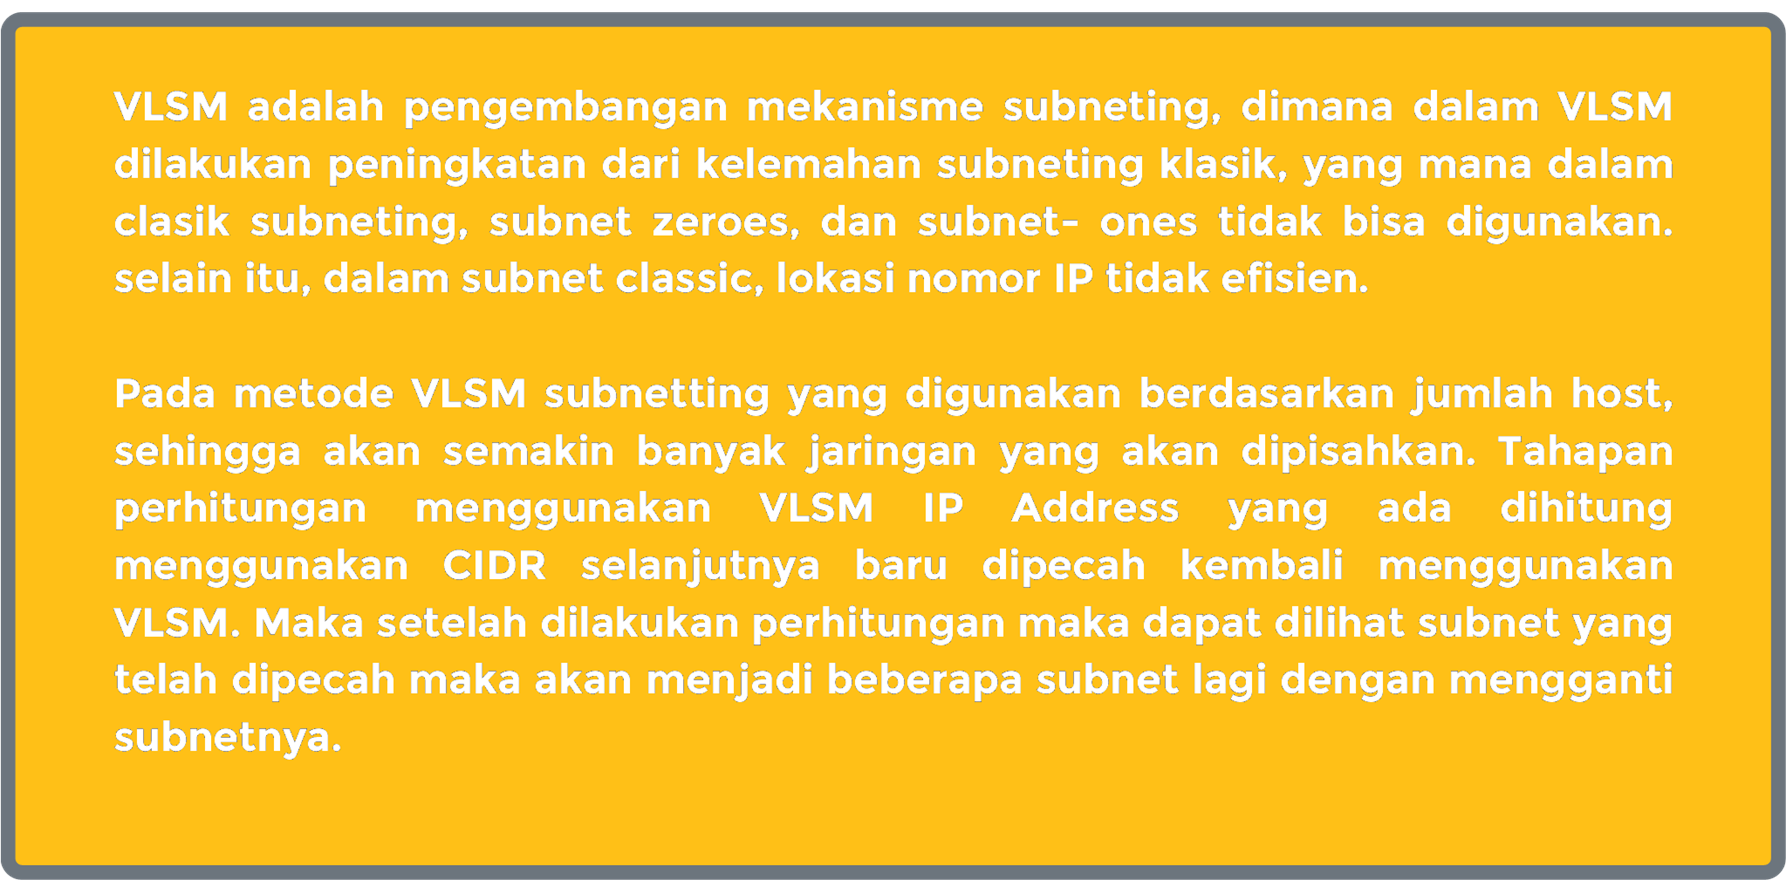 VLSM adalah pengembangan mekanisme subneting, dimana dalam VLSM
dilakukan peningkatan dari kelemahan subneting klasik, yang mana dalam
clasik subneting, subnet zeroes, dan subnet- ones tidak bisa digunakan.
selain itu, dalam subnet classic, lokasi nomor IP tidak efisien.
Pada metode VLSM subnetting yang digunakan berdasarkan jumlah host,
sehingga akan semakin banyak jaringan yang akan dipisahkan. Tahapan
perhitungan menggunakan VLSM IP Address yang ada dihitung
menggunakan CIDR selanjutnya baru dipecah kembali menggunakan
VLSM. Maka setelah dilakukan perhitungan maka dapat dilihat subnet yang
telah dipecah maka akan menjadi beberapa subnet lagi dengan mengganti
subnetnya.